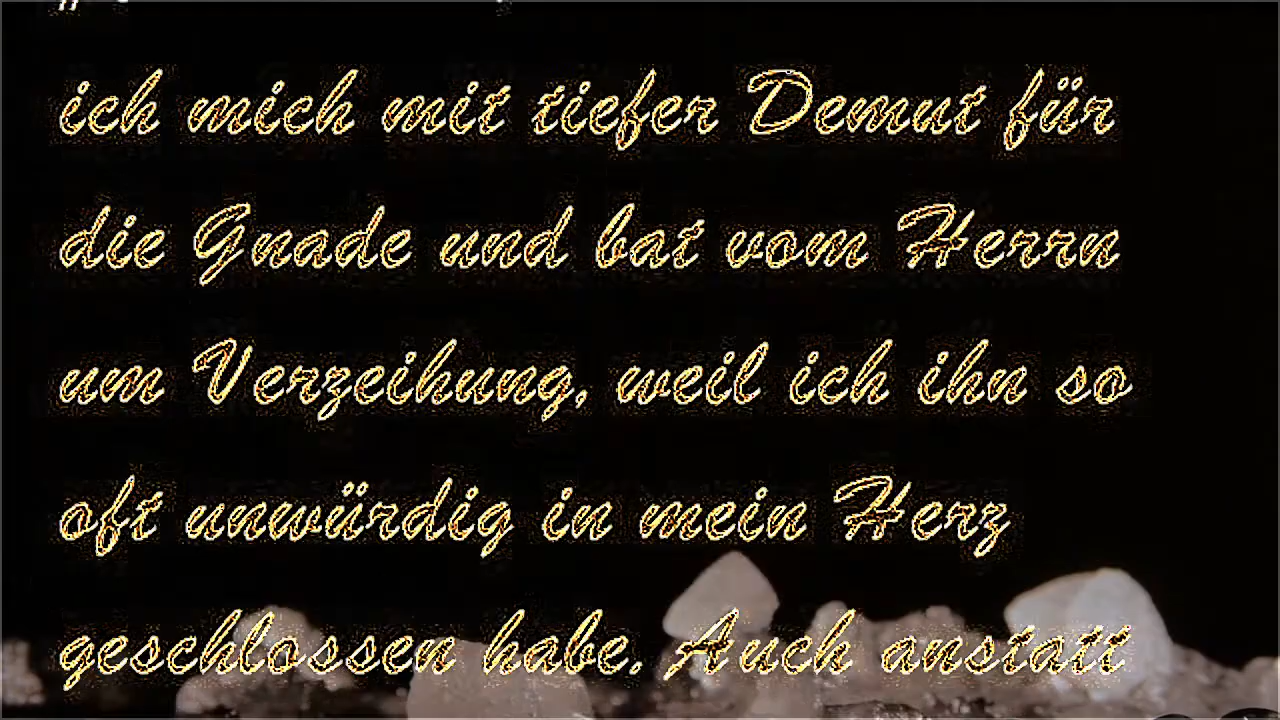 ich mich mit tiefer Demut für
die Gnade und bat vom Herrn
um Verzeihung, weil ich ihn so
oft unwürdig in mein Herz
geschlossen habe. Auch anstatt